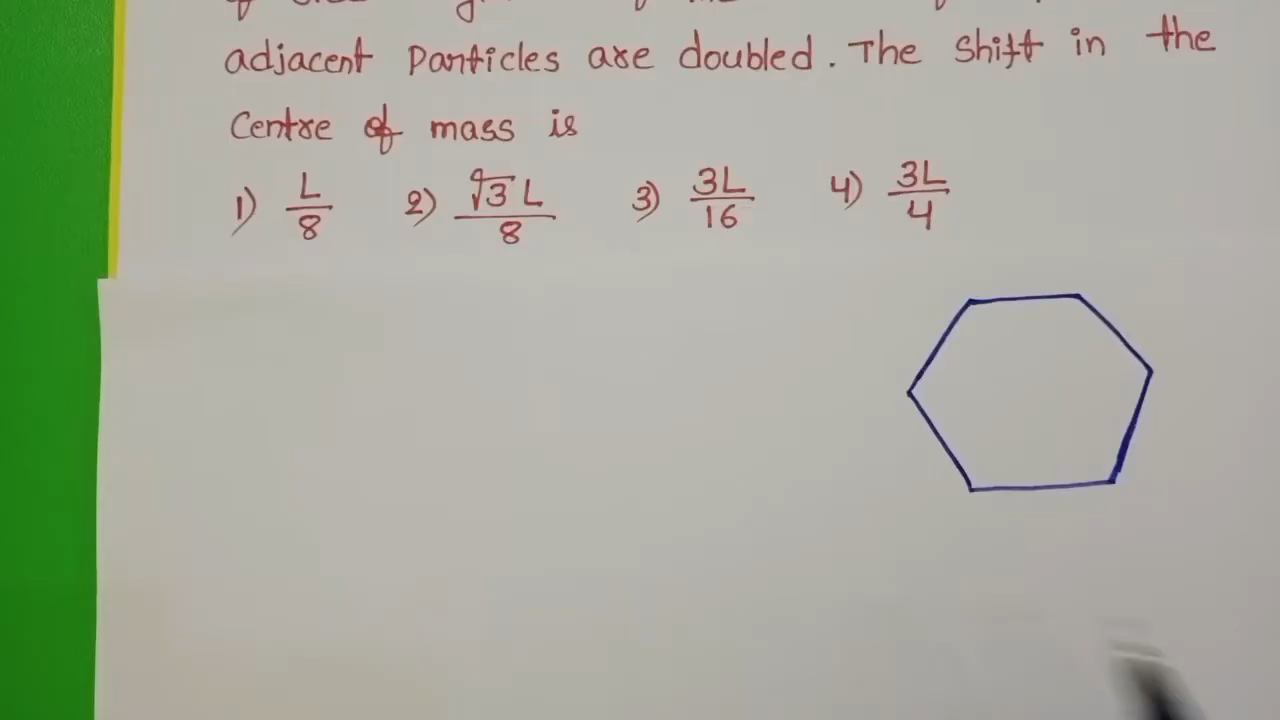 adjacent particles are doubled. The shift in the
Centre of mass is
1) L/8 2) √3 L/8 3) 3L/16 4) 3L/4